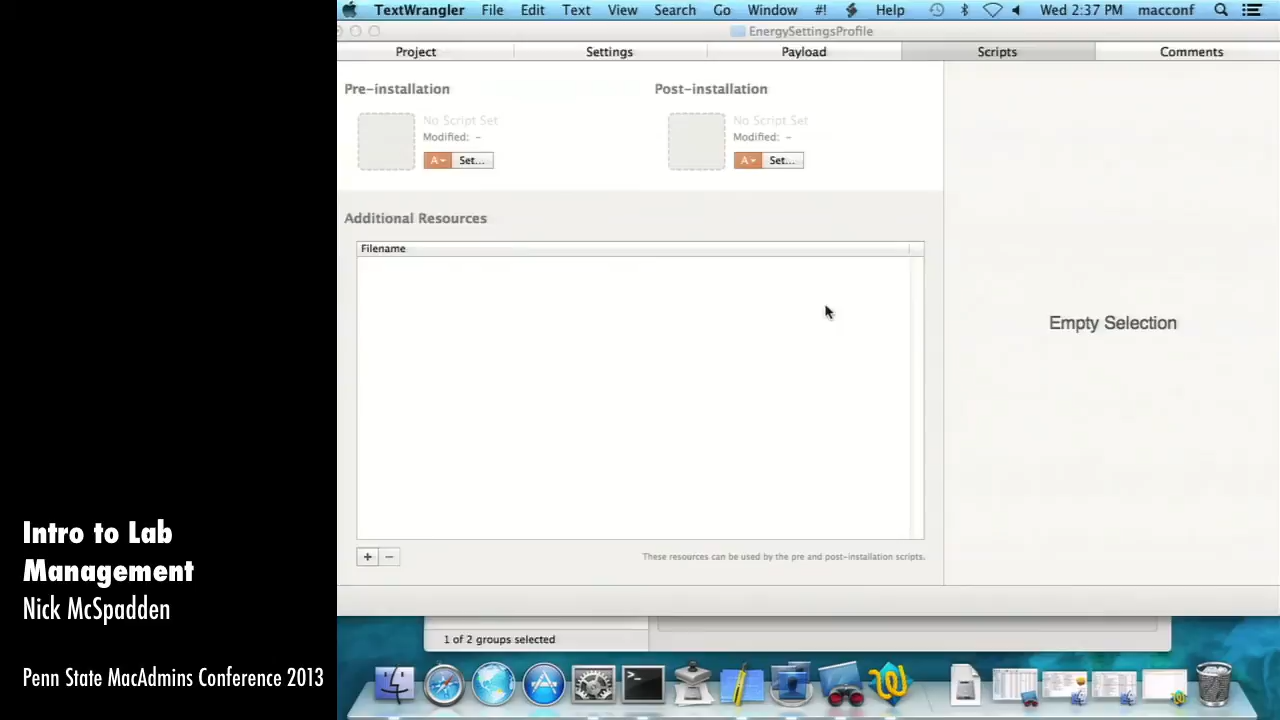 TextWrangler File Edit Text View Search Go Window #! Help Wed 2:37 PM macconf
EnergySettingsProfile
Project Settings Payload Scripts Comments
Pre-installation Post-installation
No Script Set No Script Set
Modified: – Modified: –
A Set... A Set...
Additional Resources
Filename
Empty Selection
+ −
These resources can be used by the pre and post-installation scripts.
1 of 2 groups selected
Intro to Lab
Management
Nick McSpadden
Penn State MacAdmins Conference 2013